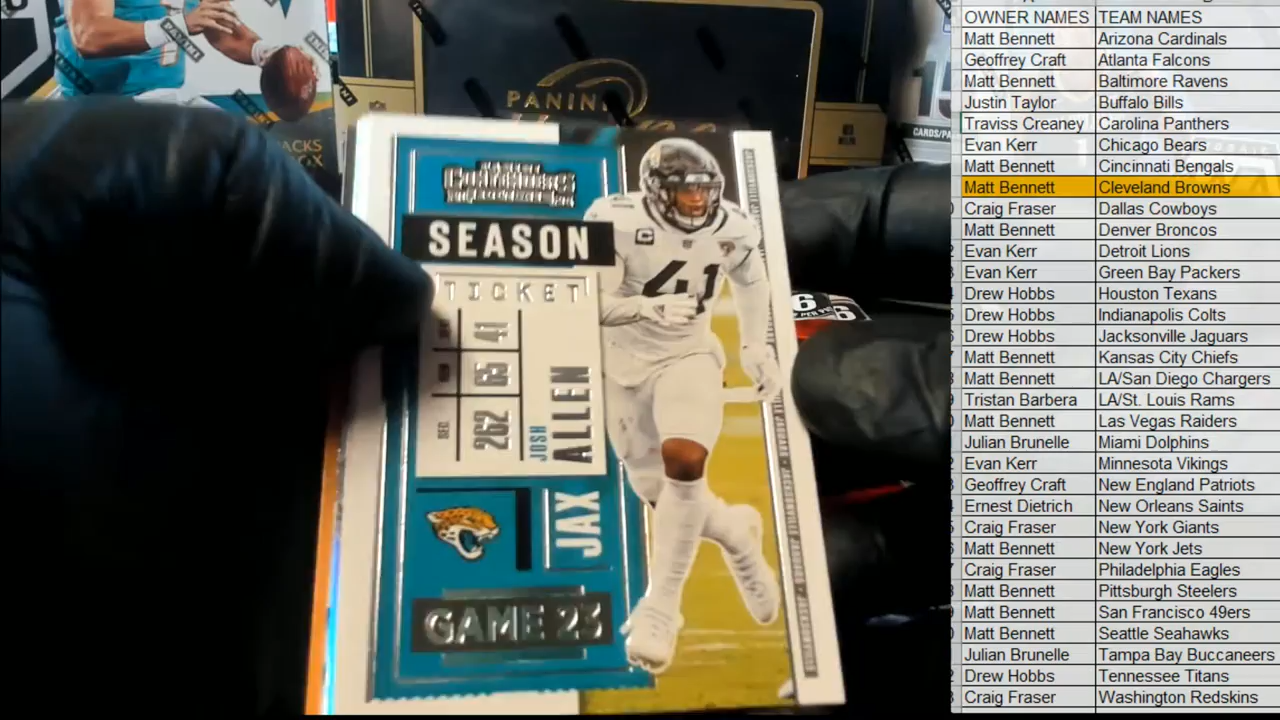 PANINI
SEASON
TICKET
SEC
262
65
41
JOSH
ALLEN
JAX
GAME 23
41
C
OWNER NAMES TEAM NAMES
Matt Bennett Arizona Cardinals
Geoffrey Craft Atlanta Falcons
Matt Bennett Baltimore Ravens
Justin Taylor Buffalo Bills
Traviss Creaney Carolina Panthers
Evan Kerr Chicago Bears
Matt Bennett Cincinnati Bengals
Matt Bennett Cleveland Browns
Craig Fraser Dallas Cowboys
Matt Bennett Denver Broncos
Evan Kerr Detroit Lions
Evan Kerr Green Bay Packers
Drew Hobbs Houston Texans
Drew Hobbs Indianapolis Colts
Drew Hobbs Jacksonville Jaguars
Matt Bennett Kansas City Chiefs
Matt Bennett LA/San Diego Chargers
Tristan Barbera LA/St. Louis Rams
Matt Bennett Las Vegas Raiders
Julian Brunelle Miami Dolphins
Evan Kerr Minnesota Vikings
Geoffrey Craft New England Patriots
Ernest Dietrich New Orleans Saints
Craig Fraser New York Giants
Matt Bennett New York Jets
Craig Fraser Philadelphia Eagles
Matt Bennett Pittsburgh Steelers
Matt Bennett San Francisco 49ers
Matt Bennett Seattle Seahawks
Julian Brunelle Tampa Bay Buccaneers
Drew Hobbs Tennessee Titans
Craig Fraser Washington Redskins